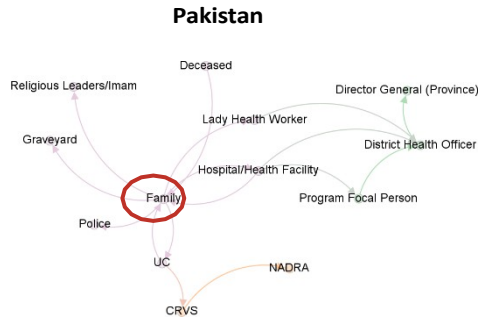 Pakistan
Deceased
Religious Leaders/Imam
Director General (Province)
Lady Health Worker
Graveyard
District Health Officer
Hospital/Health Facility
Family
Program Focal Person
Police
UC
NADRA
CRVS